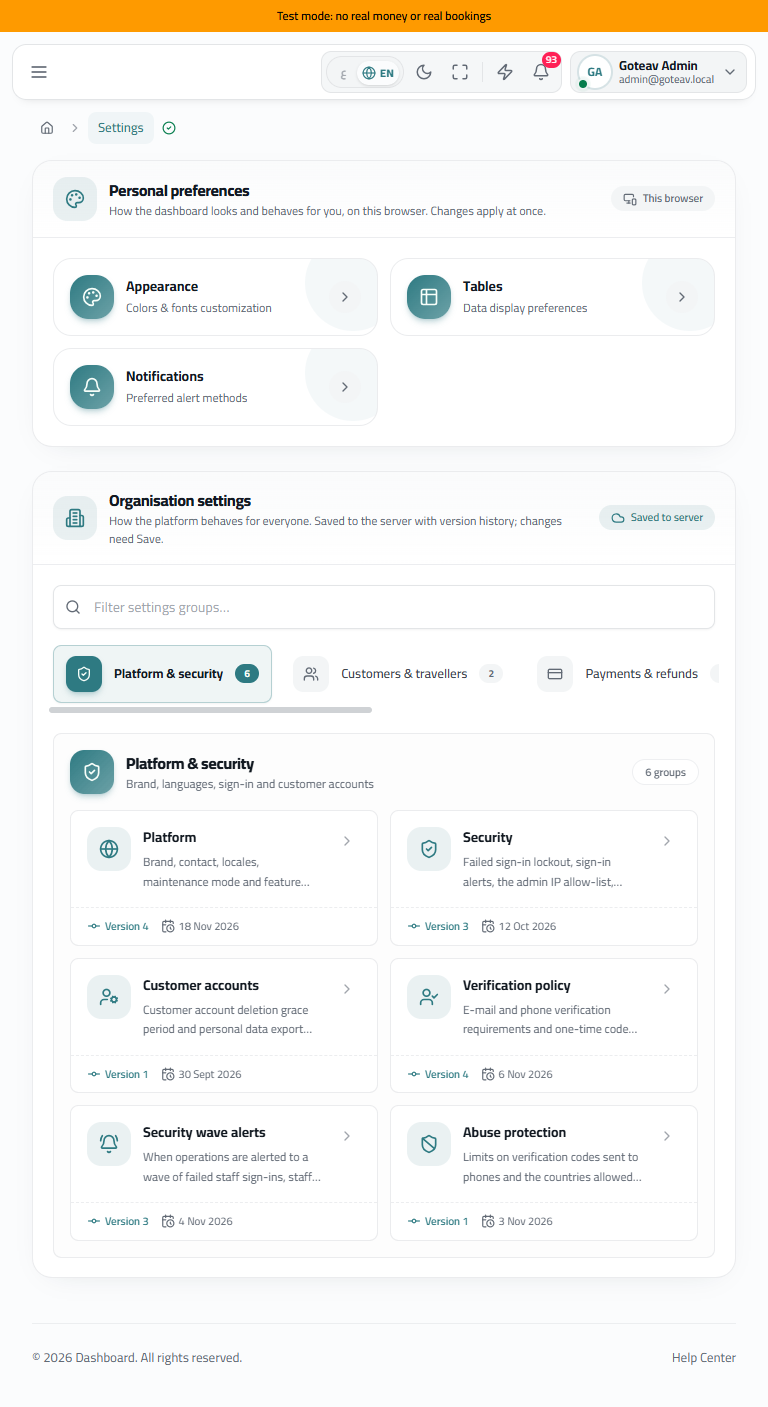 Test mode: no real money or real bookings
ع
EN
93
GA
Goteav Admin
admin@goteav.local
Settings
Personal preferences
How the dashboard looks and behaves for you, on this browser. Changes apply at once.
This browser
Appearance
Colors & fonts customization
Tables
Data display preferences
Notifications
Preferred alert methods
Organisation settings
How the platform behaves for everyone. Saved to the server with version history; changes
need Save.
Saved to server
Filter settings groups...
Platform & security
6
Customers & travellers
2
Payments & refunds
Platform & security
Brand, languages, sign-in and customer accounts
6 groups
Platform
Brand, contact, locales,
maintenance mode and feature...
Version 4
18 Nov 2026
Security
Failed sign-in lockout, sign-in
alerts, the admin IP allow-list,...
Version 3
12 Oct 2026
Customer accounts
Customer account deletion grace
period and personal data export...
Version 1
30 Sept 2026
Verification policy
E-mail and phone verification
requirements and one-time code...
Version 4
6 Nov 2026
Security wave alerts
When operations are alerted to a
wave of failed staff sign-ins, staff...
Version 3
4 Nov 2026
Abuse protection
Limits on verification codes sent to
phones and the countries allowed...
Version 1
3 Nov 2026
© 2026 Dashboard. All rights reserved.
Help Center